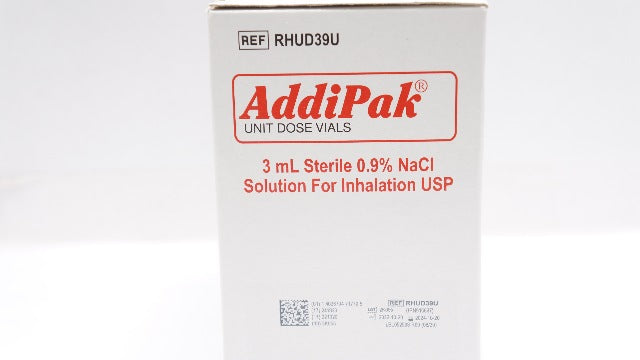 REF RHUD39U
AddiPak®
UNIT DOSE VIALS
3 mL Sterile 0.9% NaCl
Solution For Inhalation USP
REF RHUD39U